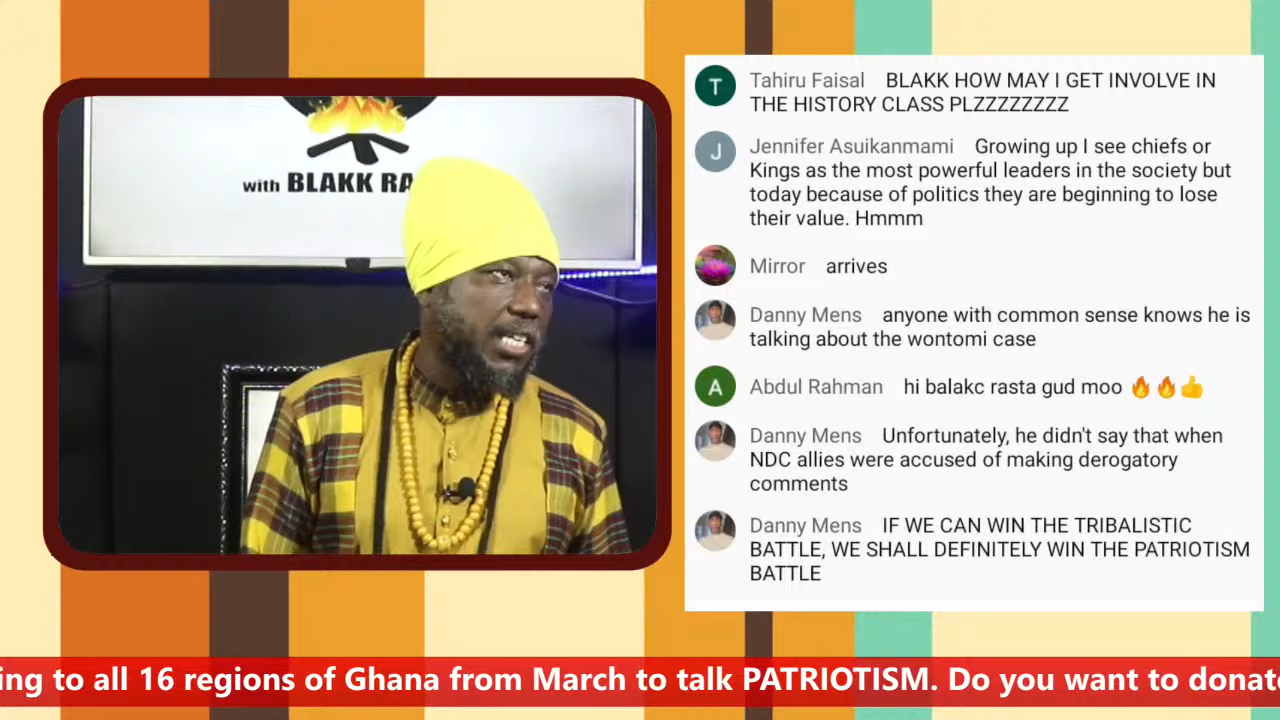 with BLAKK RA
T
Tahiru Faisal BLAKK HOW MAY I GET INVOLVE IN
THE HISTORY CLASS PLZZZZZZZZ
J
Jennifer Asuikanmami Growing up I see chiefs or
Kings as the most powerful leaders in the society but
today because of politics they are beginning to lose
their value. Hmmm
Mirror arrives
Danny Mens anyone with common sense knows he is
talking about the wontomi case
A
Abdul Rahman hi balakc rasta gud moo 🔥🔥👍
Danny Mens Unfortunately, he didn't say that when
NDC allies were accused of making derogatory
comments
Danny Mens IF WE CAN WIN THE TRIBALISTIC
BATTLE, WE SHALL DEFINITELY WIN THE PATRIOTISM
BATTLE
ing to all 16 regions of Ghana from March to talk PATRIOTISM. Do you want to donate